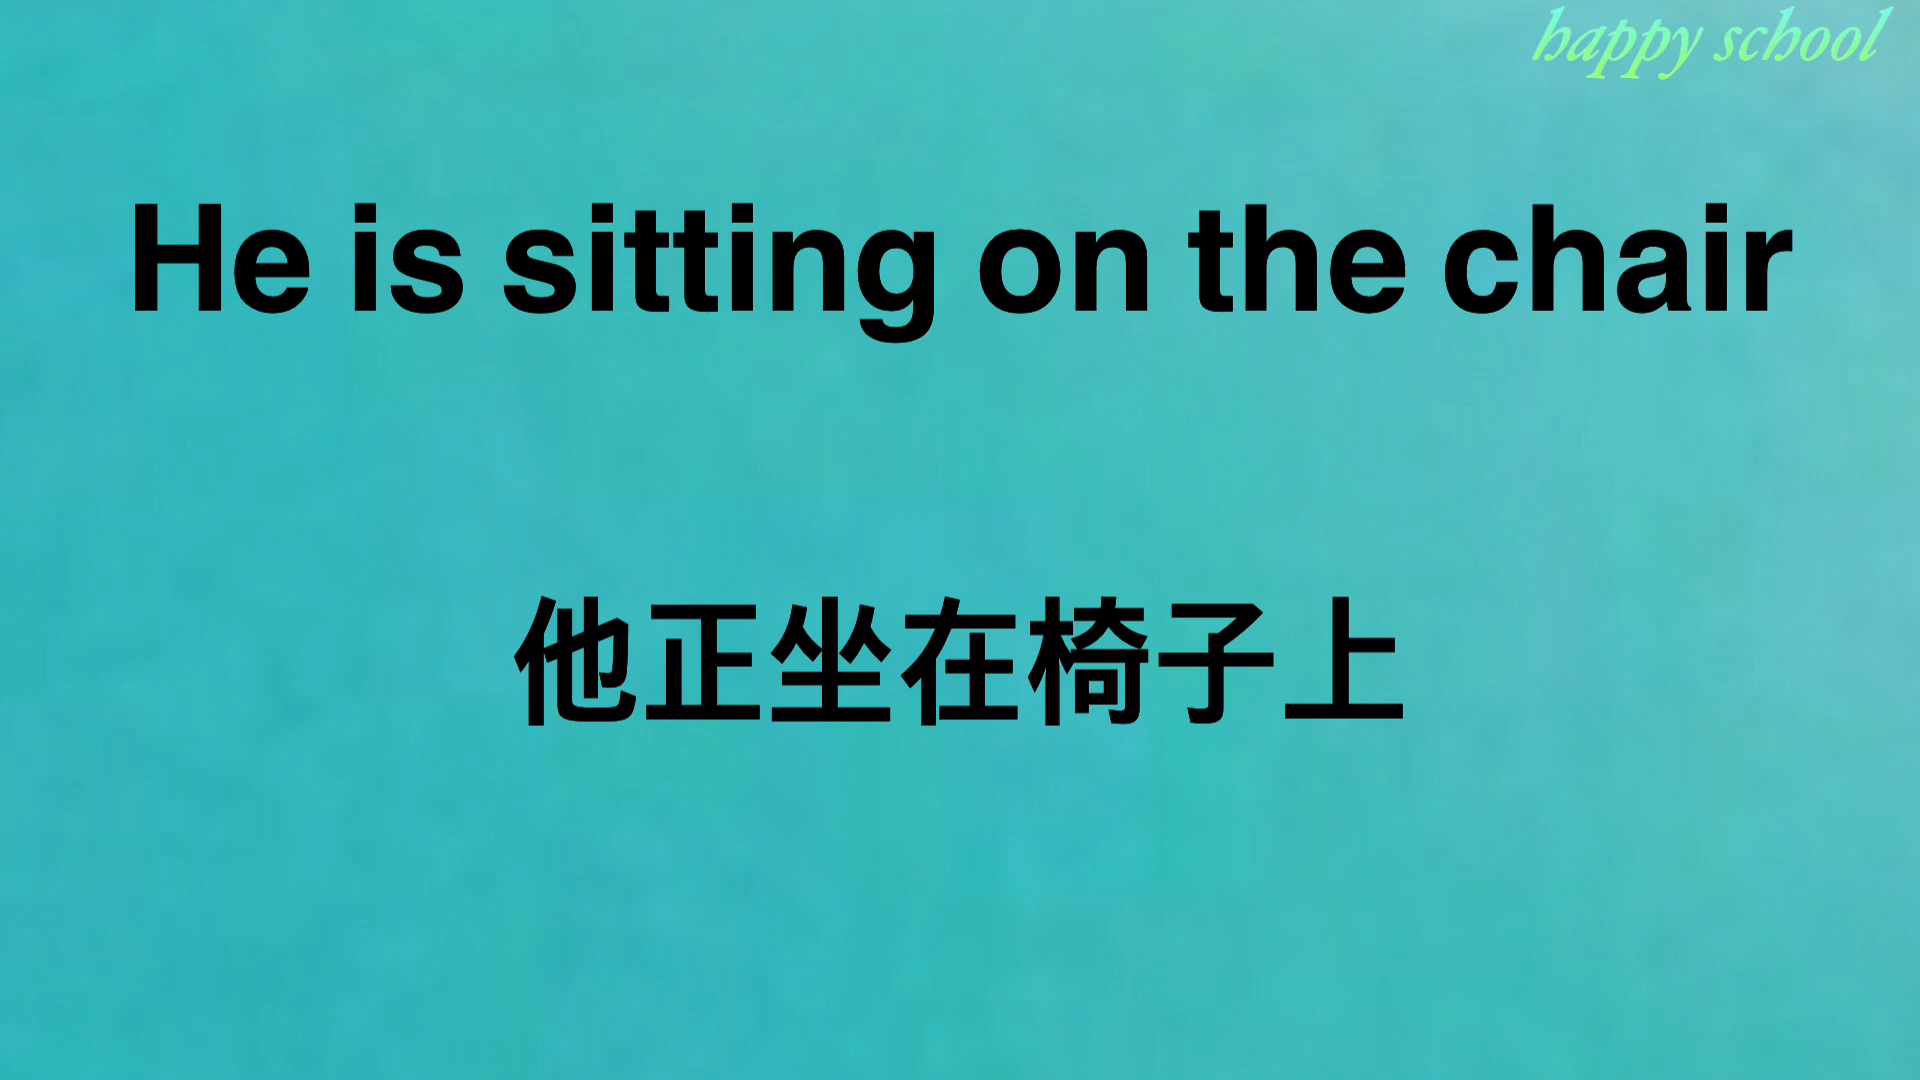 happy school
He is sitting on the chair
他正坐在椅子上